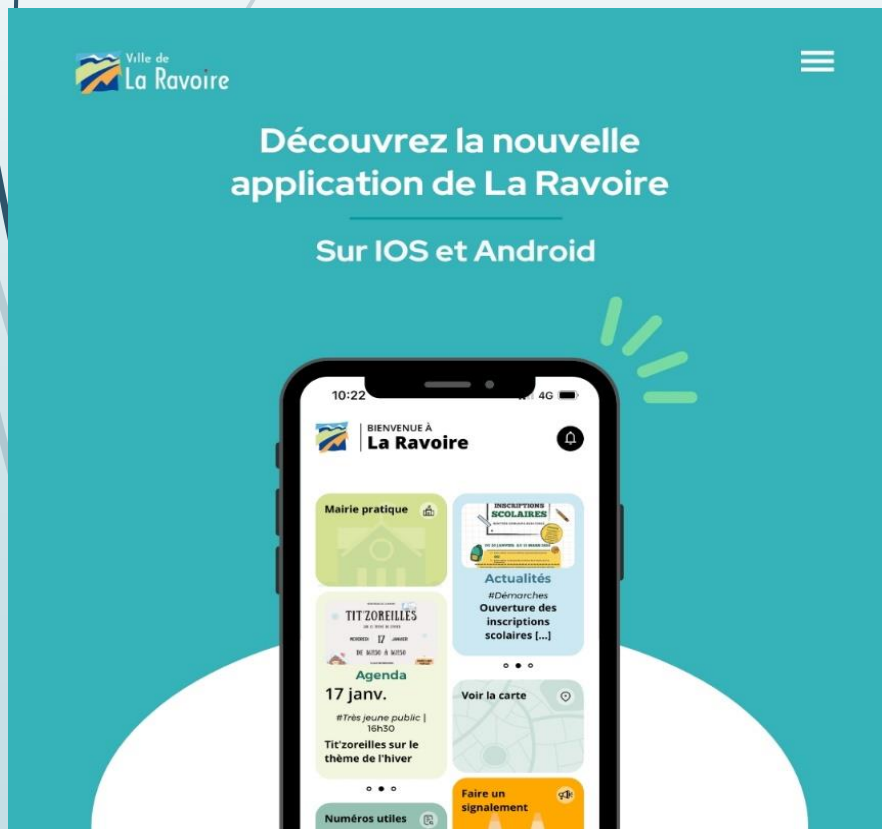 Ville de
La Ravoire
Découvrez la nouvelle
application de La Ravoire
Sur IOS et Android
10:22
4G
BIENVENUE À
La Ravoire
Mairie pratique
INSCRIPTIONS
SCOLAIRES
Actualités
#Démarches
Ouverture des
inscriptions
scolaires [...]
TIT'ZOREILLES
MERCREDI 17 JANVIER
Agenda
17 janv.
#Très jeune public |
16h30
Tit'zoreilles sur le
thème de l'hiver
Voir la carte
Faire un
signalement
Numéros utiles